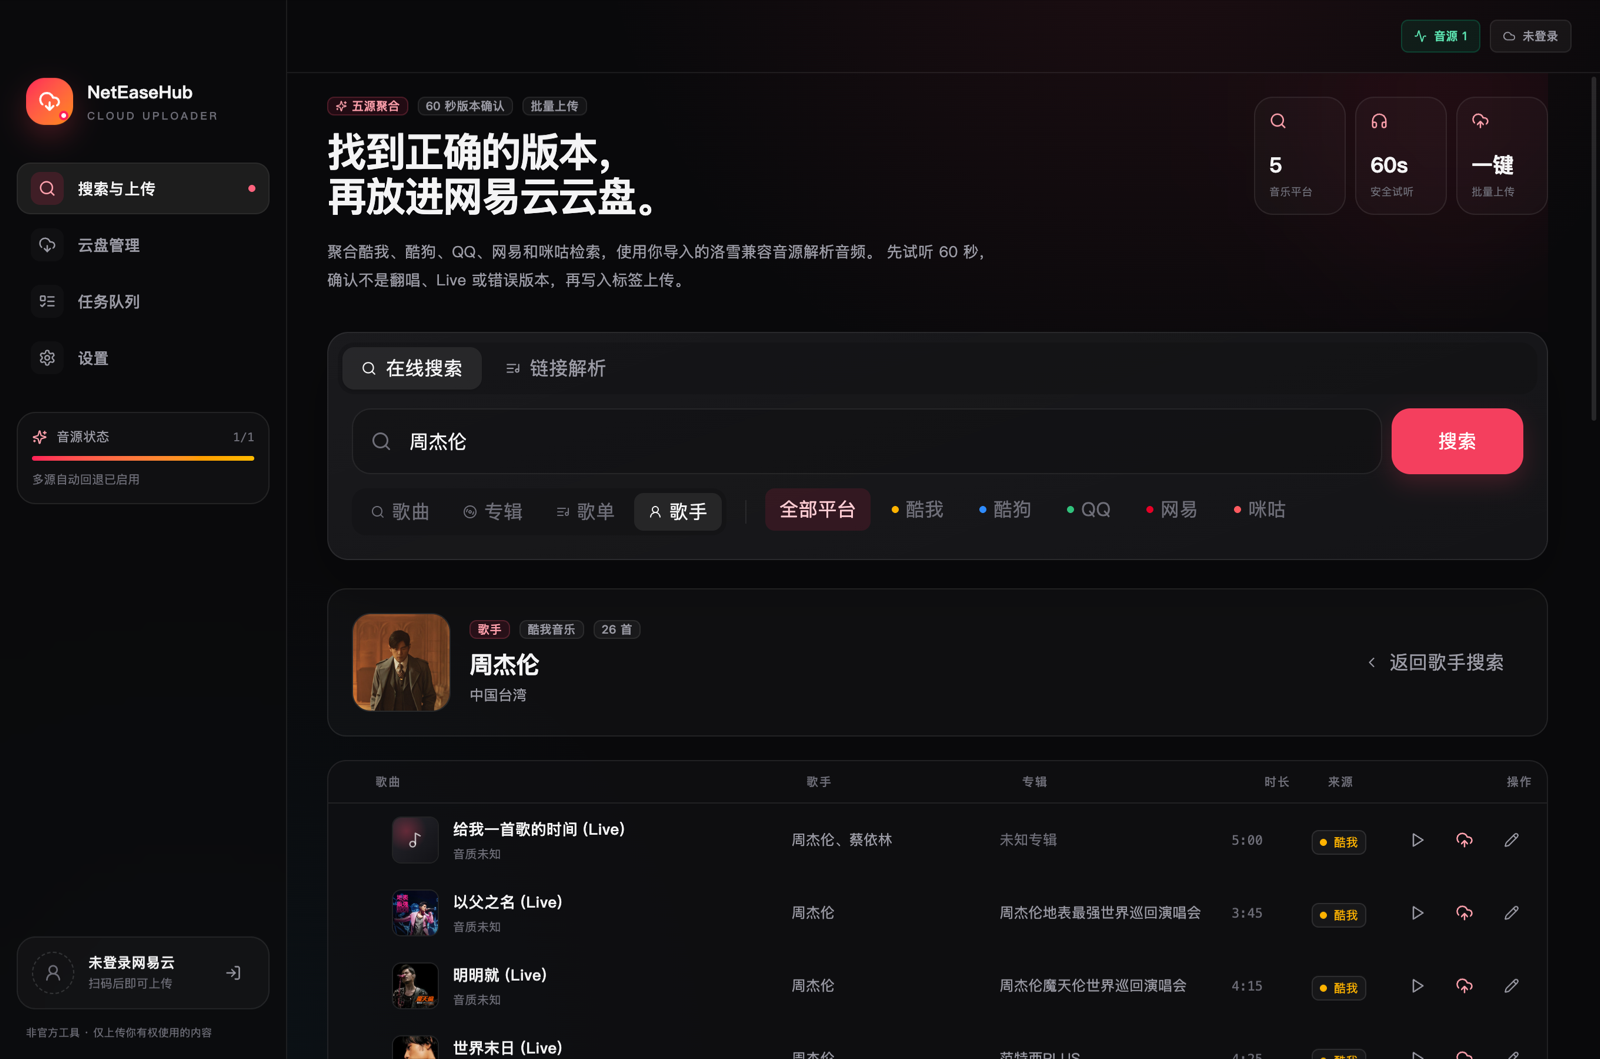 音源 1
未登录
NetEaseHub
CLOUD UPLOADER
搜索与上传
云盘管理
任务队列
设置
音源状态
1/1
多源自动回退已启用
未登录网易云
扫码后即可上传
非官方工具 · 仅上传你有权使用的内容
五源聚合
60 秒版本确认
批量上传
找到正确的版本，
再放进网易云云盘。
聚合酷我、酷狗、QQ、网易和咪咕检索，使用你导入的洛雪兼容音源解析音频。 先试听 60 秒，
确认不是翻唱、Live 或错误版本，再写入标签上传。
5
音乐平台
60s
安全试听
一键
批量上传
在线搜索
链接解析
周杰伦
搜索
歌曲
专辑
歌单
歌手
全部平台
酷我
酷狗
QQ
网易
咪咕
歌手
酷我音乐
26 首
周杰伦
中国台湾
返回歌手搜索
歌曲 歌手 专辑 时长 来源 操作
给我一首歌的时间 (Live)
音质未知
周杰伦、蔡依林
未知专辑
5:00
酷我
以父之名 (Live)
音质未知
周杰伦
周杰伦地表最强世界巡回演唱会
3:45
酷我
明明就 (Live)
音质未知
周杰伦
周杰伦魔天伦世界巡回演唱会
4:15
酷我
世界末日 (Live)
周杰伦
范特西PLUS
4:25
酷我